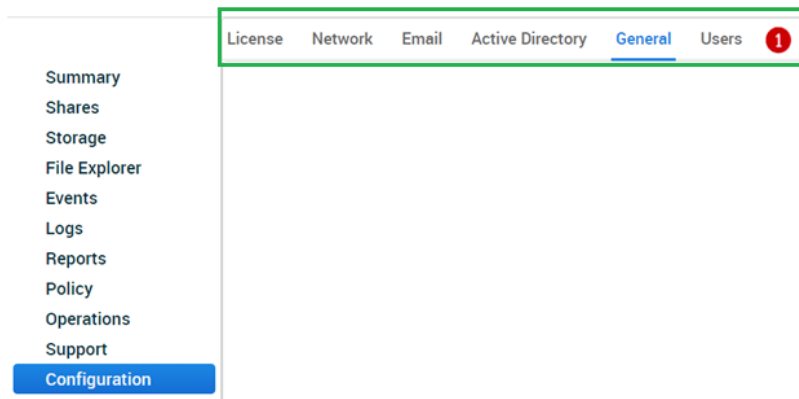 License Network Email Active Directory General Users 1
Summary
Shares
Storage
File Explorer
Events
Logs
Reports
Policy
Operations
Support
Configuration